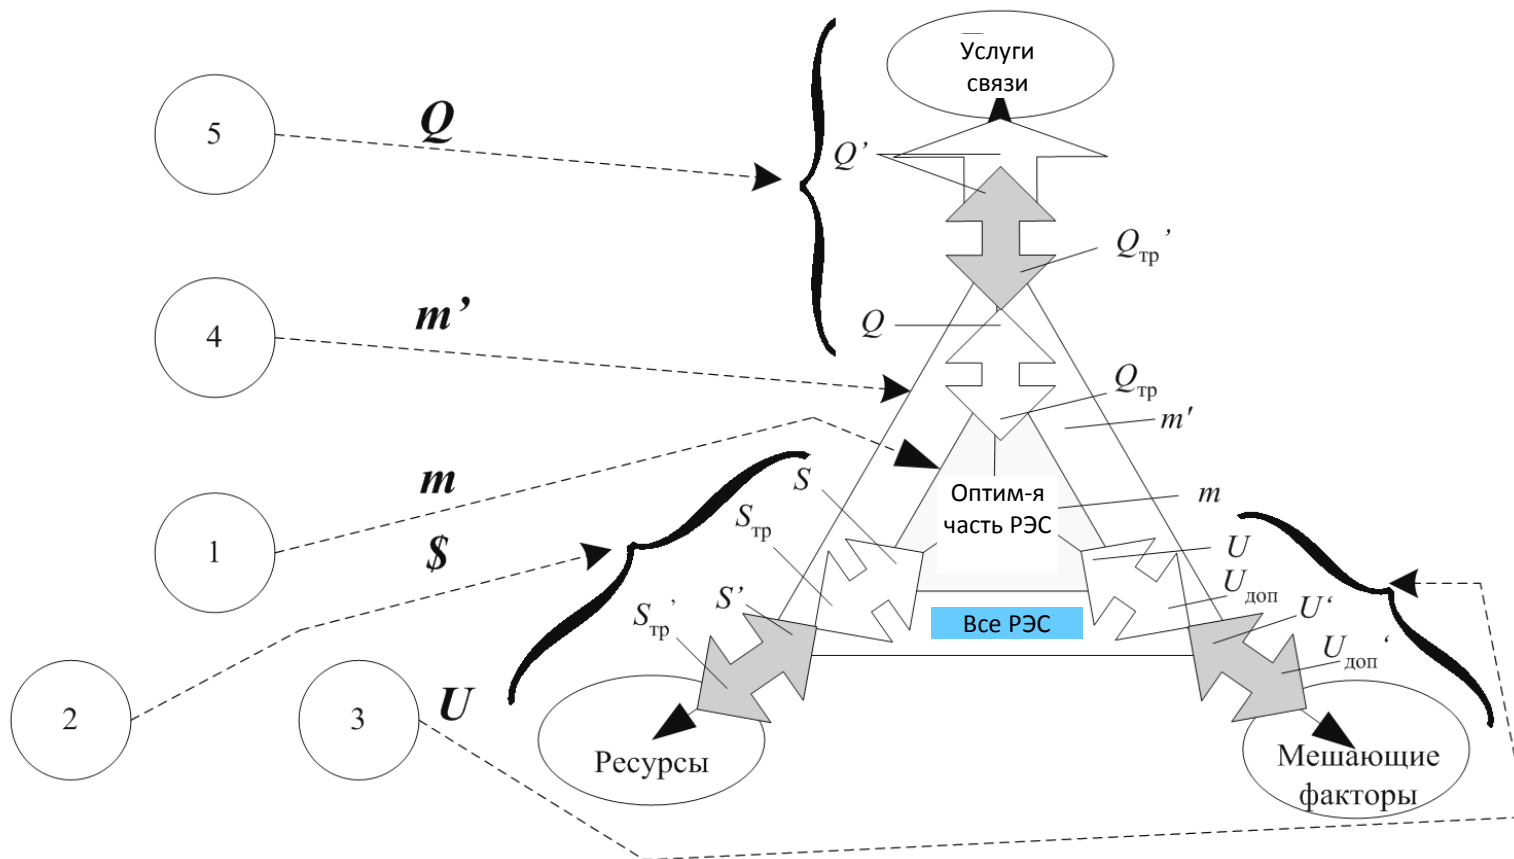 Услуги
связи
5
Q
Q’
Qтр’
4
m’
Q
Qтр
m'
m
S
Оптим-я
часть РЭС
m
1
$
Sтр
U
Uдоп
S’
Sтр’
Все РЭС
U‘
Uдоп‘
2
3
U
Ресурсы
Мешающие
факторы